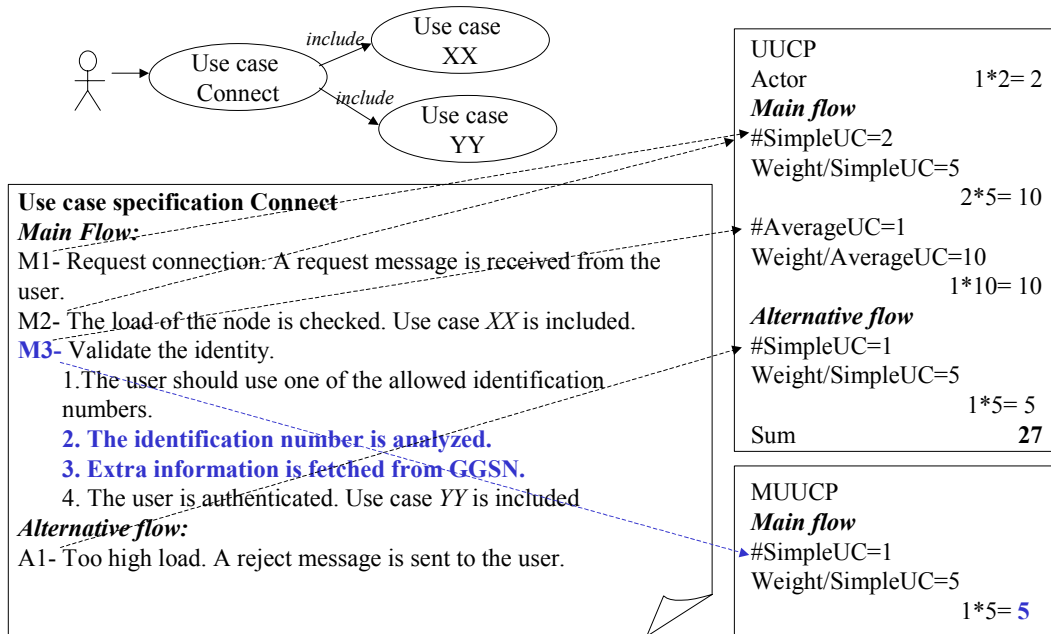 Use case
XX
include
Use case
Connect
include
Use case
YY
Use case specification Connect
Main Flow:
M1- Request connection. A request message is received from the
user.
M2- The load of the node is checked. Use case XX is included.
M3- Validate the identity.
1.The user should use one of the allowed identification
numbers.
2. The identification number is analyzed.
3. Extra information is fetched from GGSN.
4. The user is authenticated. Use case YY is included
Alternative flow:
A1- Too high load. A reject message is sent to the user.
UUCP
Actor 1*2= 2
Main flow
#SimpleUC=2
Weight/SimpleUC=5
2*5= 10
#AverageUC=1
Weight/AverageUC=10
1*10= 10
Alternative flow
#SimpleUC=1
Weight/SimpleUC=5
1*5= 5
Sum 27
MUUCP
Main flow
#SimpleUC=1
Weight/SimpleUC=5
1*5= 5